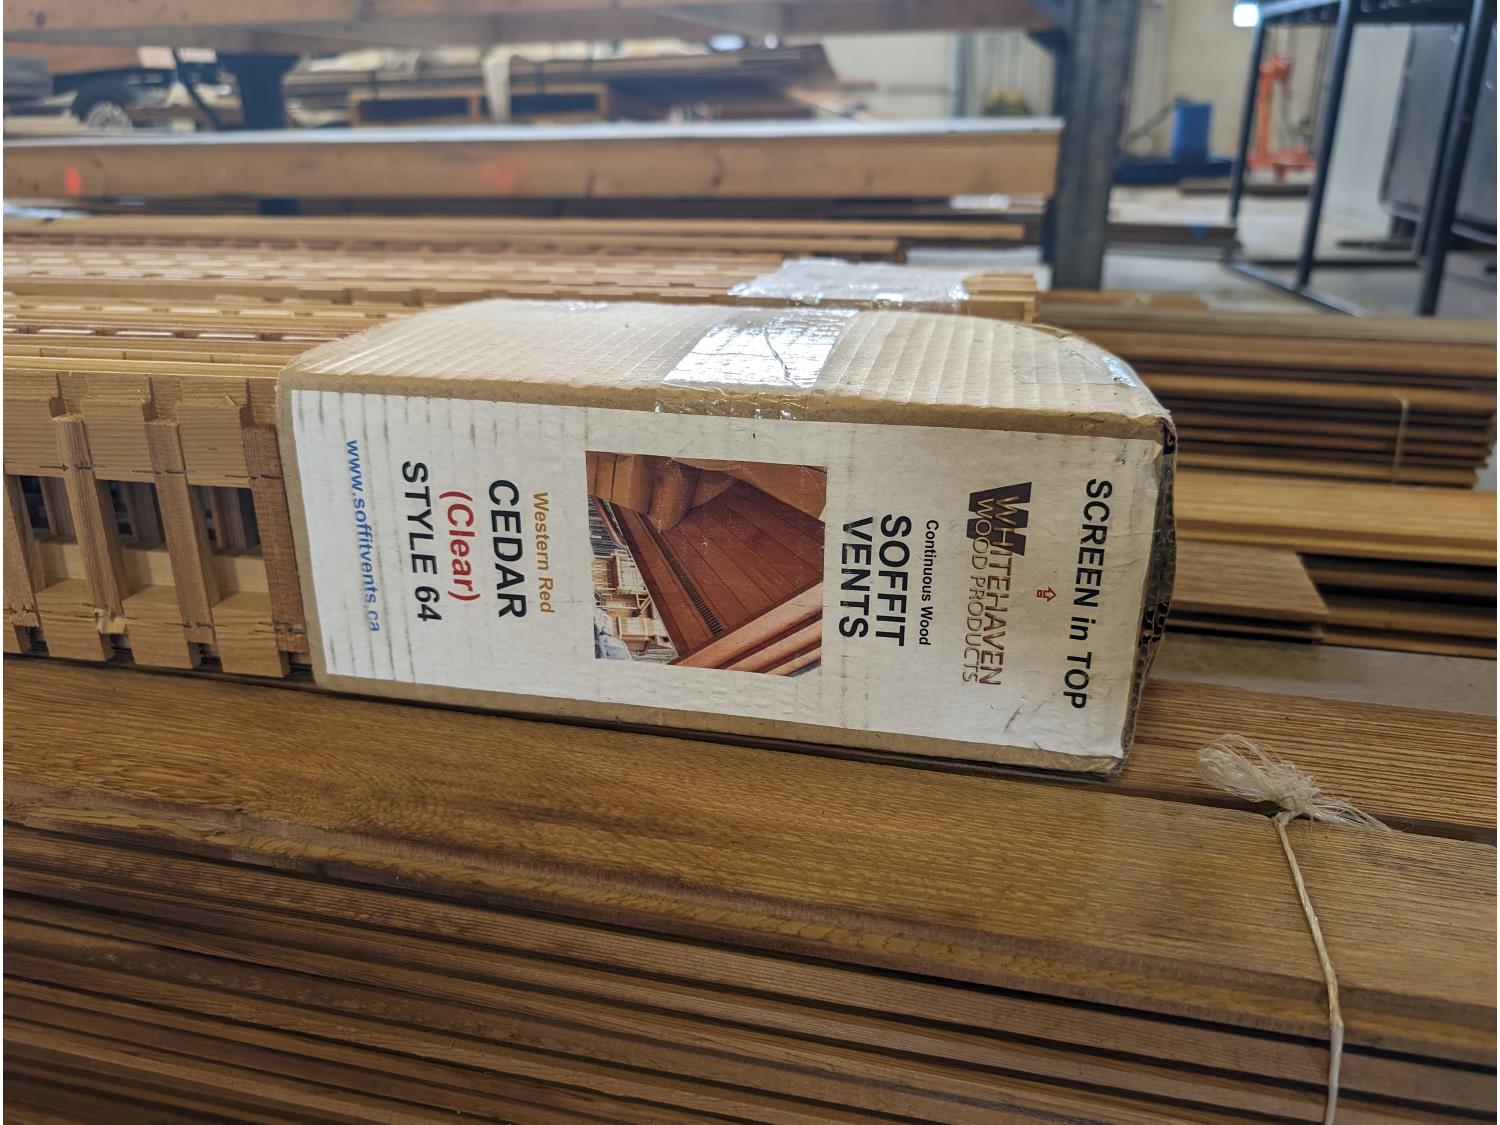 SCREEN in TOP
WHITEHAVEN
WOOD PRODUCTS
Continuous Wood
SOFFIT
VENTS
Western Red
CEDAR
(Clear)
STYLE 64
www.soffitvents.ca